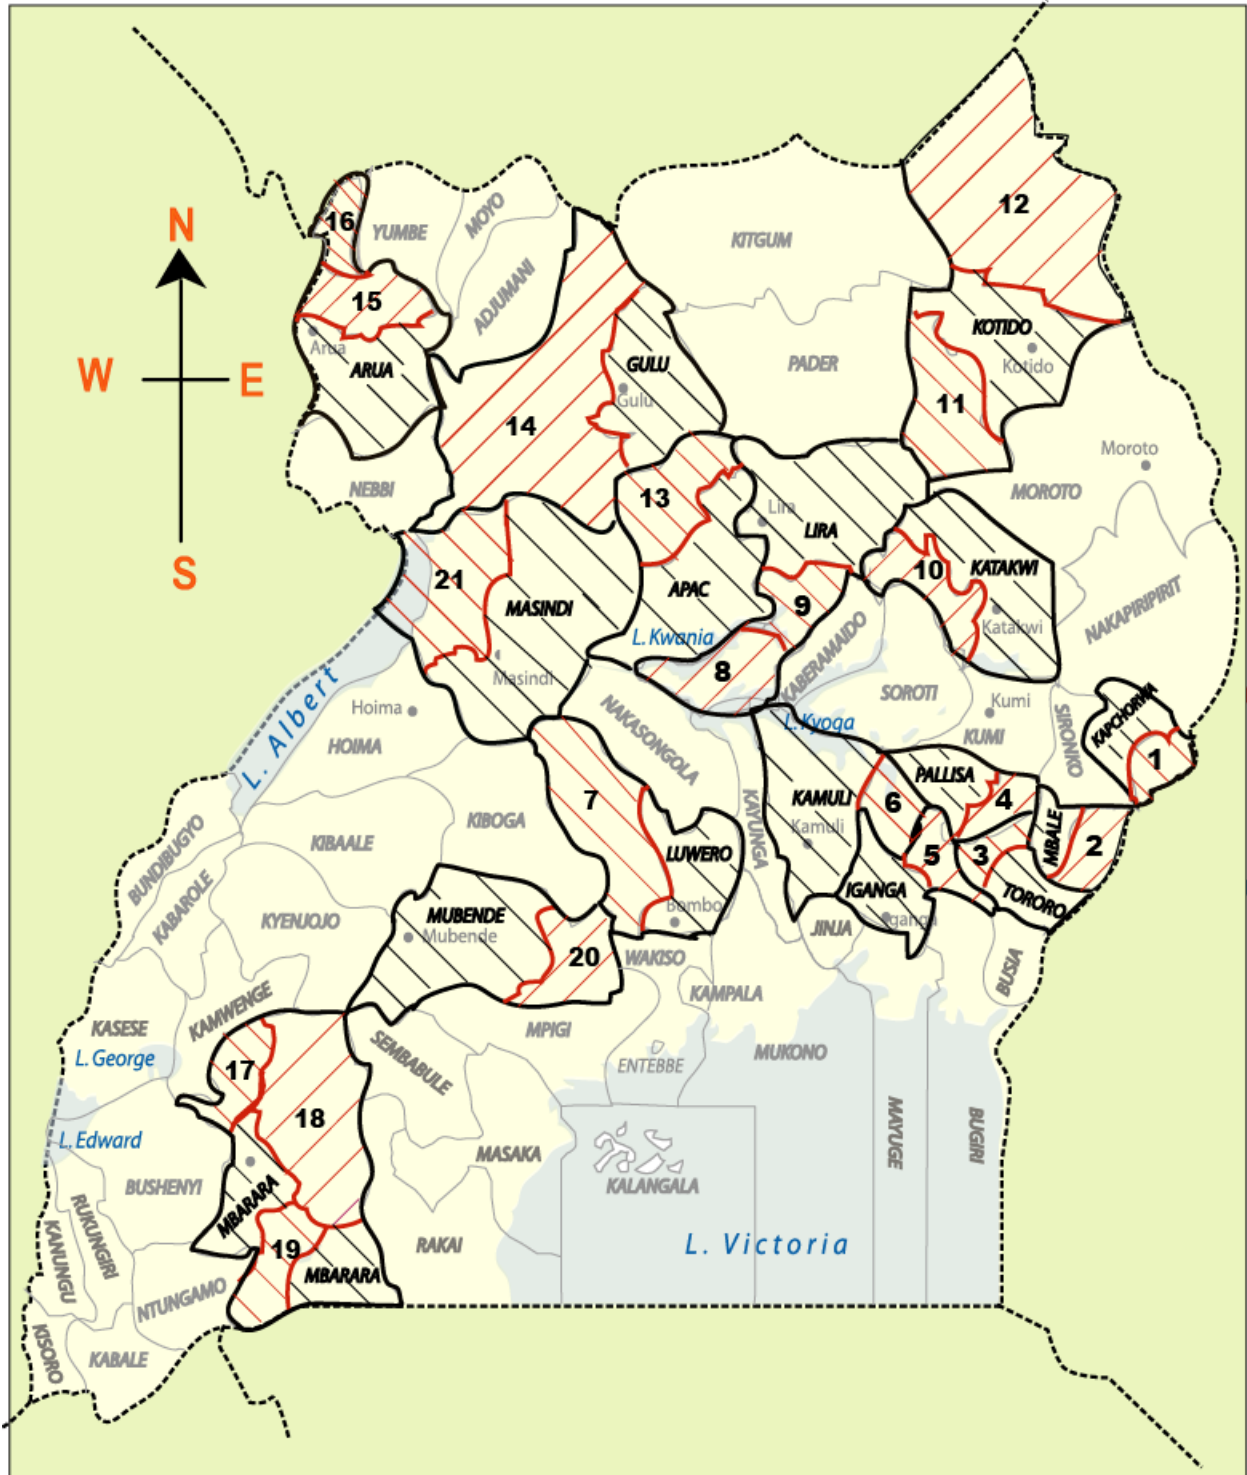 N
W
E
S
12
16
YUMBE
MOYO
ADJUMANI
KITGUM
15
Arua
ARUA
GULU
Gulu
PADER
KOTIDO
Kotido
11
14
NEBBI
Moroto
MOROTO
13
Lira
LIRA
21
MASINDI
Masindi
APAC
9
10
KATAKWI
Katakwi
NAKAPIRIPIRIT
L. Kwania
8
KABERAMAIDO
SOROTI
Kumi
KUMI
SIRONKO
KAPCHORWA
1
L. Albert
Hoima
HOIMA
NAKASONGOLA
L. Kyoga
7
KAYUNGA
KAMULI
Kamuli
6
PALLISA
4
MBALE
2
BUNDIBUGYO
KABAROLE
KIBAALE
KIBOGA
LUWERO
Bombo
5
3
TORORO
IGANGA
Iganga
JINJA
BUSIA
KYENJOJO
MUBENDE
Mubende
20
WAKISO
KAMPALA
KASESE
KAMWENGE
L. George
SEMBABULE
MPIGI
ENTEBBE
MUKONO
17
18
L. Edward
BUSHENYI
MASAKA
KALANGALA
MAYUGE
BUGIRI
RUKUNGIRI
KANUNGU
MBARARA
19
MBARARA
RAKAI
L. Victoria
NTUNGAMO
KISORO
KABALE